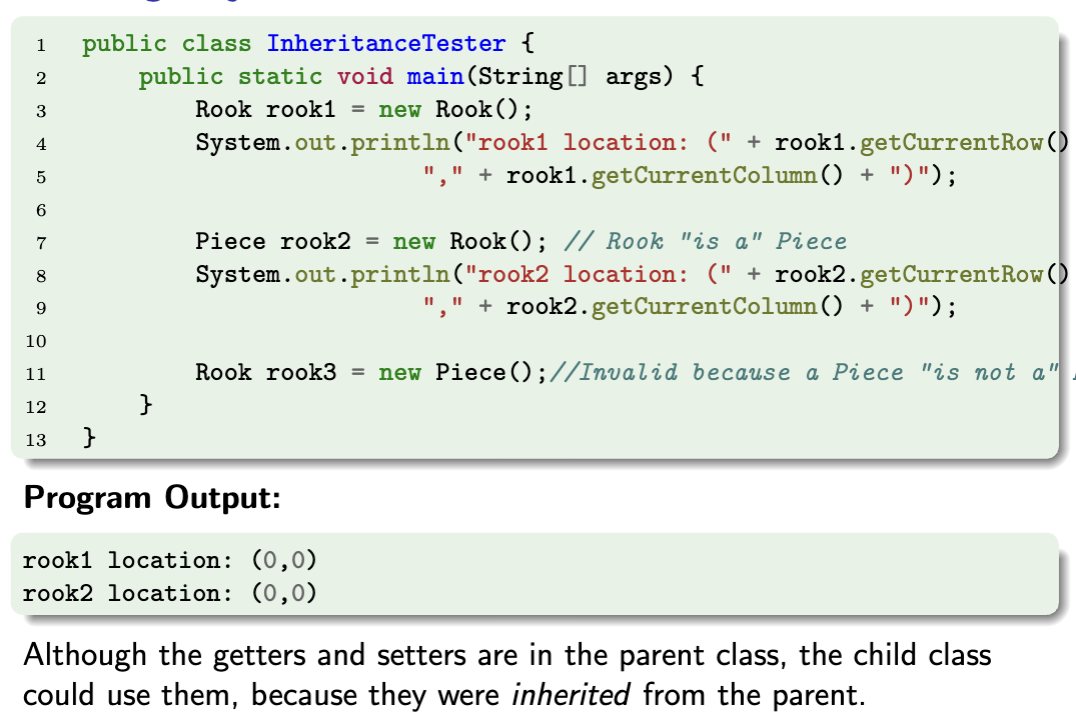 1 public class InheritanceTester {
2 public static void main(String[] args) {
3 Rook rook1 = new Rook();
4 System.out.println("rook1 location: (" + rook1.getCurrentRow()
5 "," + rook1.getCurrentColumn() + ")");
6
7 Piece rook2 = new Rook(); // Rook "is a" Piece
8 System.out.println("rook2 location: (" + rook2.getCurrentRow()
9 "," + rook2.getCurrentColumn() + ")");
10
11 Rook rook3 = new Piece();//Invalid because a Piece "is not a"
12 }
13 }
Program Output:
rook1 location: (0,0)
rook2 location: (0,0)
Although the getters and setters are in the parent class, the child class
could use them, because they were inherited from the parent.